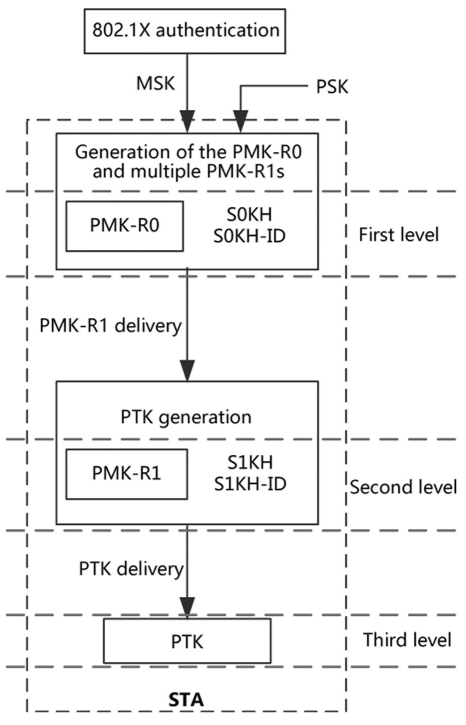 802.1X authentication
MSK
PSK
Generation of the PMK-R0
and multiple PMK-R1s
PMK-R0
S0KH
S0KH-ID
First level
PMK-R1 delivery
PTK generation
PMK-R1
S1KH
S1KH-ID
Second level
PTK delivery
PTK
Third level
STA